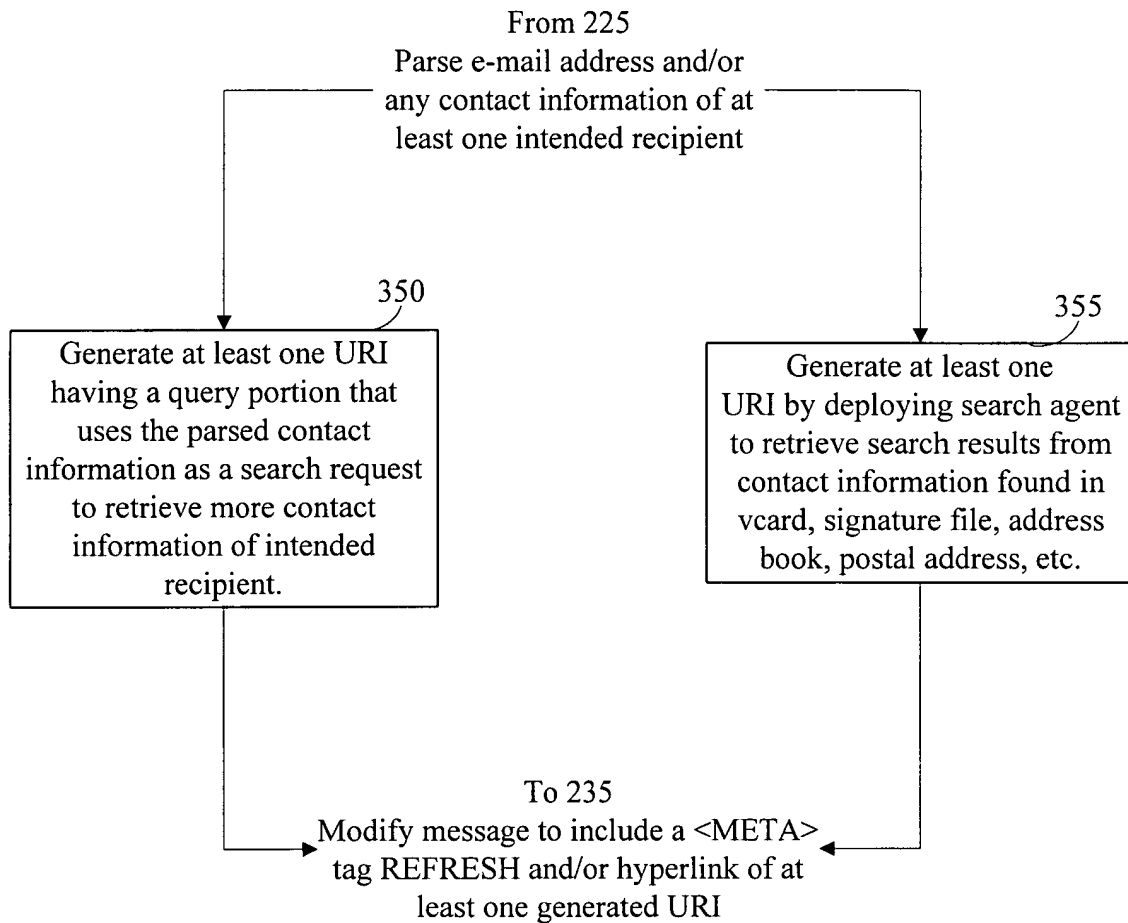 From 225
Parse e-mail address and/or
any contact information of at
least one intended recipient
350
Generate at least one URI
having a query portion that
uses the parsed contact
information as a search request
to retrieve more contact
information of intended
recipient.
355
Generate at least one
URI by deploying search agent
to retrieve search results from
contact information found in
vcard, signature file, address
book, postal address, etc.
To 235
Modify message to include a <META>
tag REFRESH and/or hyperlink of at
least one generated URI